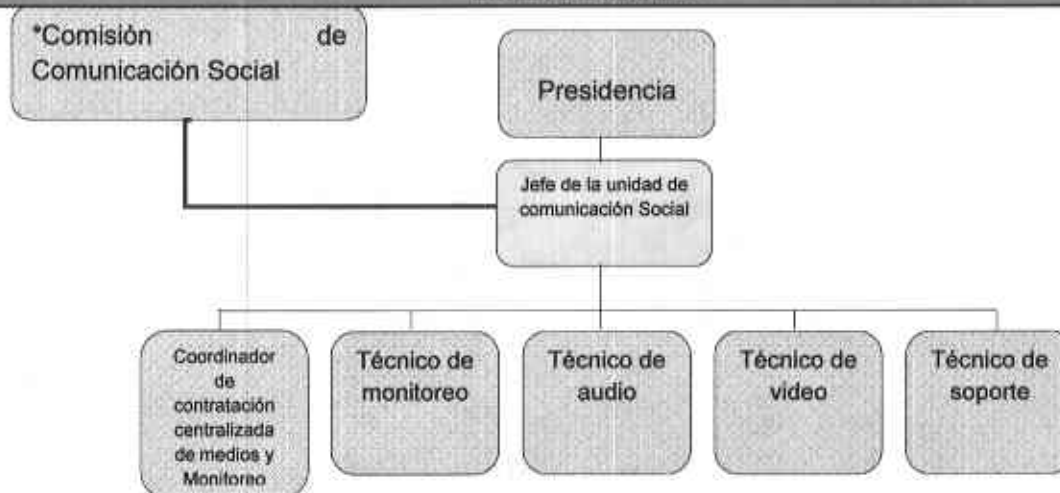 *Comisión de
Comunicación Social
Presidencia
Jefe de la unidad de
comunicación Social
Coordinador
de
contratación
centralizada
de medios y
Monitoreo
Técnico de
monitoreo
Técnico de
audio
Técnico de
video
Técnico de
soporte